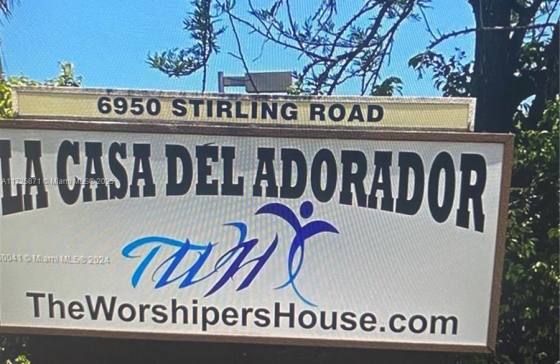 6950 STIRLING ROAD
LA CASA DEL ADORADOR
TWH
TheWorshipersHouse.com